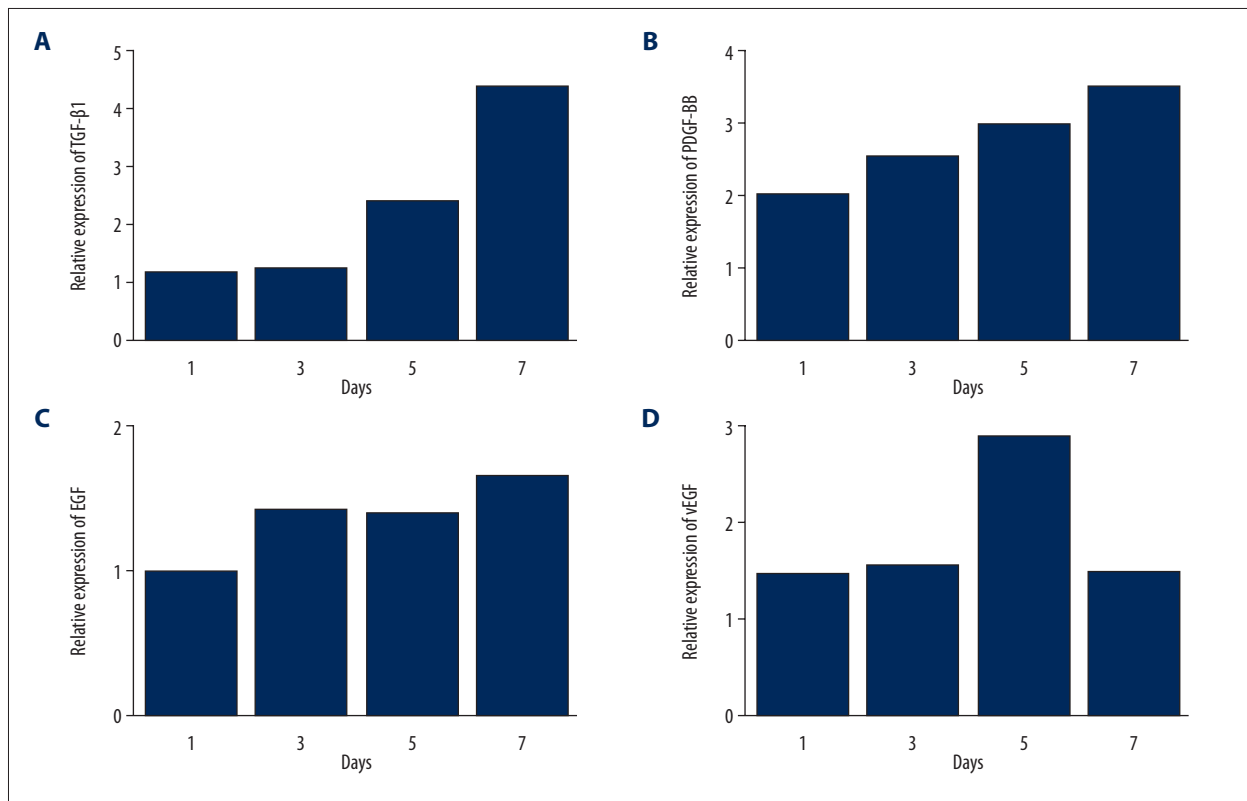 A
Relative expression of TGF-β1
5
4
3
2
1
0
1 3 5 7
Days
B
Relative expression of PDGF-BB
4
3
2
1
0
1 3 5 7
Days
C
Relative expression of EGF
2
1
0
1 3 5 7
Days
D
Relative expression of vEGF
3
2
1
0
1 3 5 7
Days